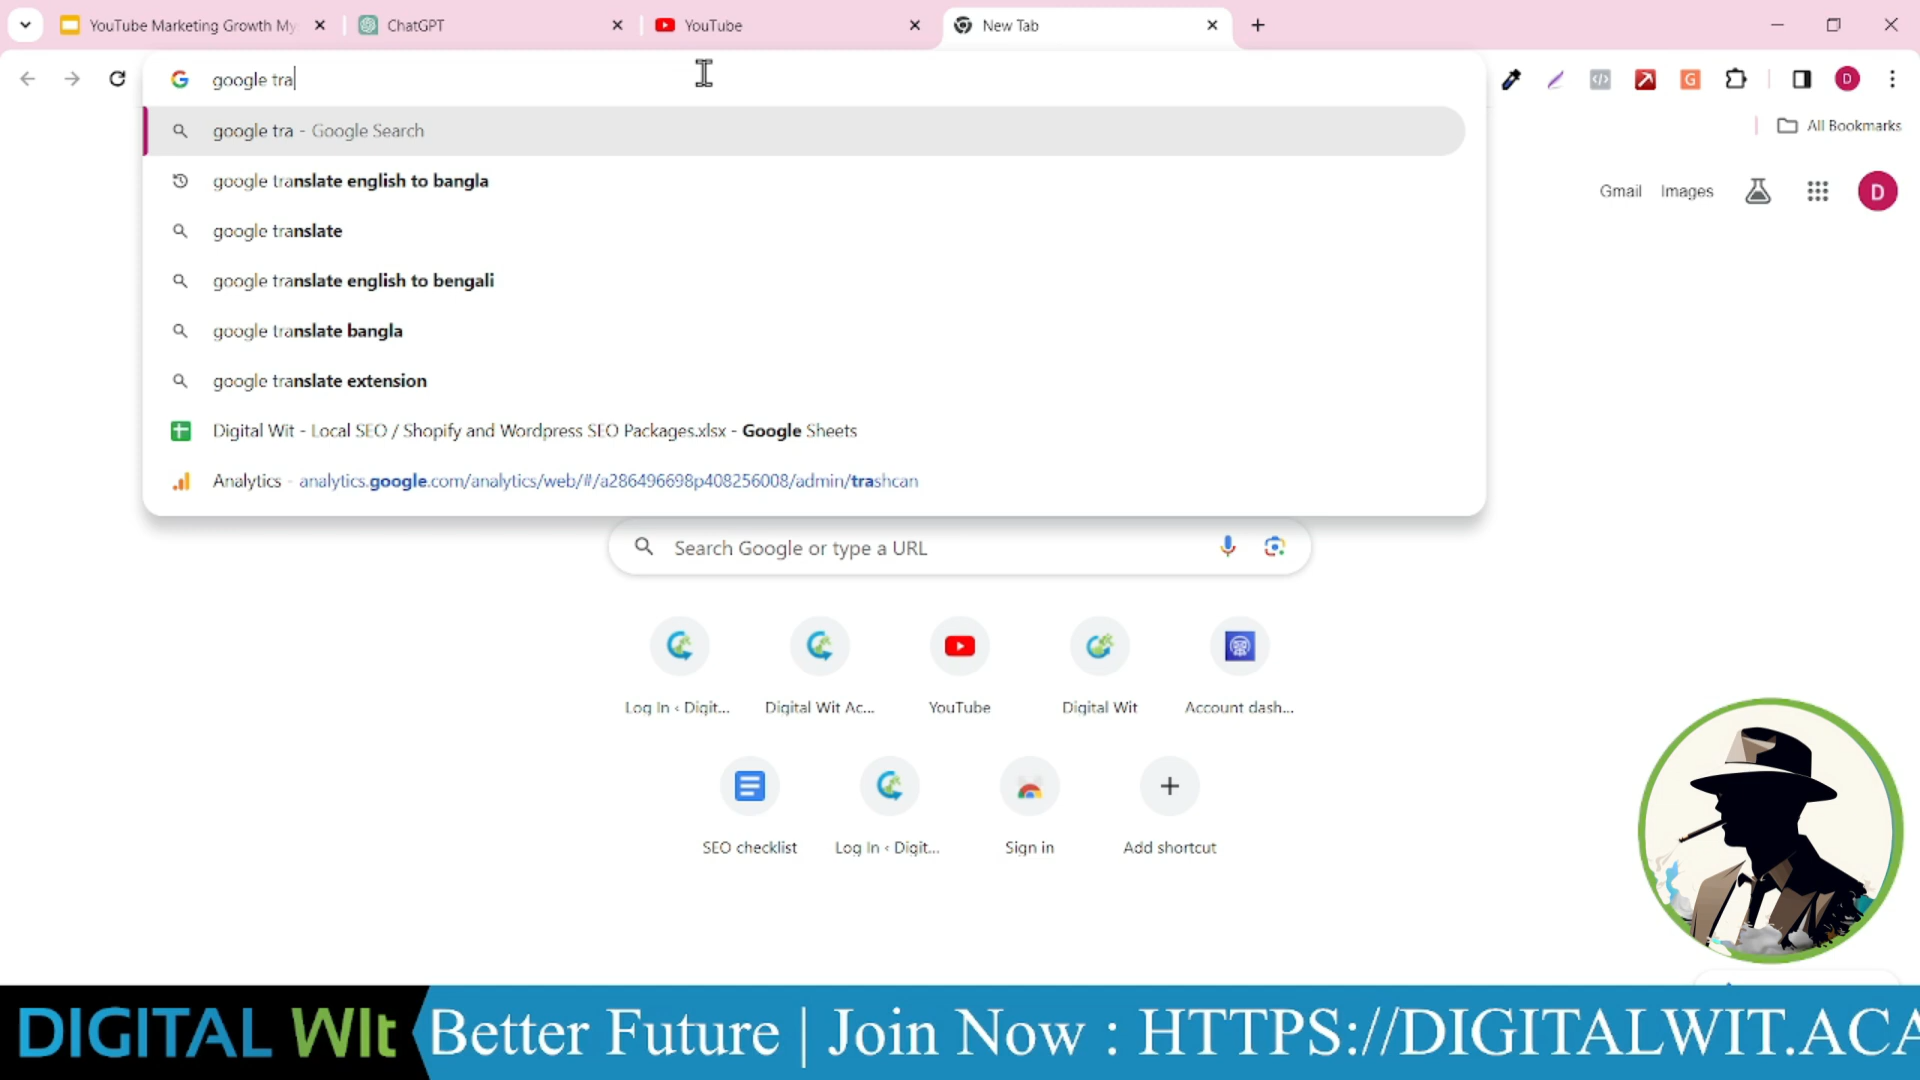 YouTube Marketing Growth My
ChatGPT
YouTube
New Tab
google tra
D
All Bookmarks
google tra - Google Search
google translate english to bangla
google translate
google translate english to bengali
google translate bangla
google translate extension
Digital Wit - Local SEO / Shopify and Wordpress SEO Packages.xlsx - Google Sheets
Analytics - analytics.google.com/analytics/web/#/a286496698p408256008/admin/trashcan
Gmail
Images
D
Search Google or type a URL
Log In ‹ Digit...
Digital Wit Ac...
YouTube
Digital Wit
Account dash...
SEO checklist
Log In ‹ Digit...
Sign in
Add shortcut
DIGITAL WIt
Better Future | Join Now : HTTPS://DIGITALWIT.ACA